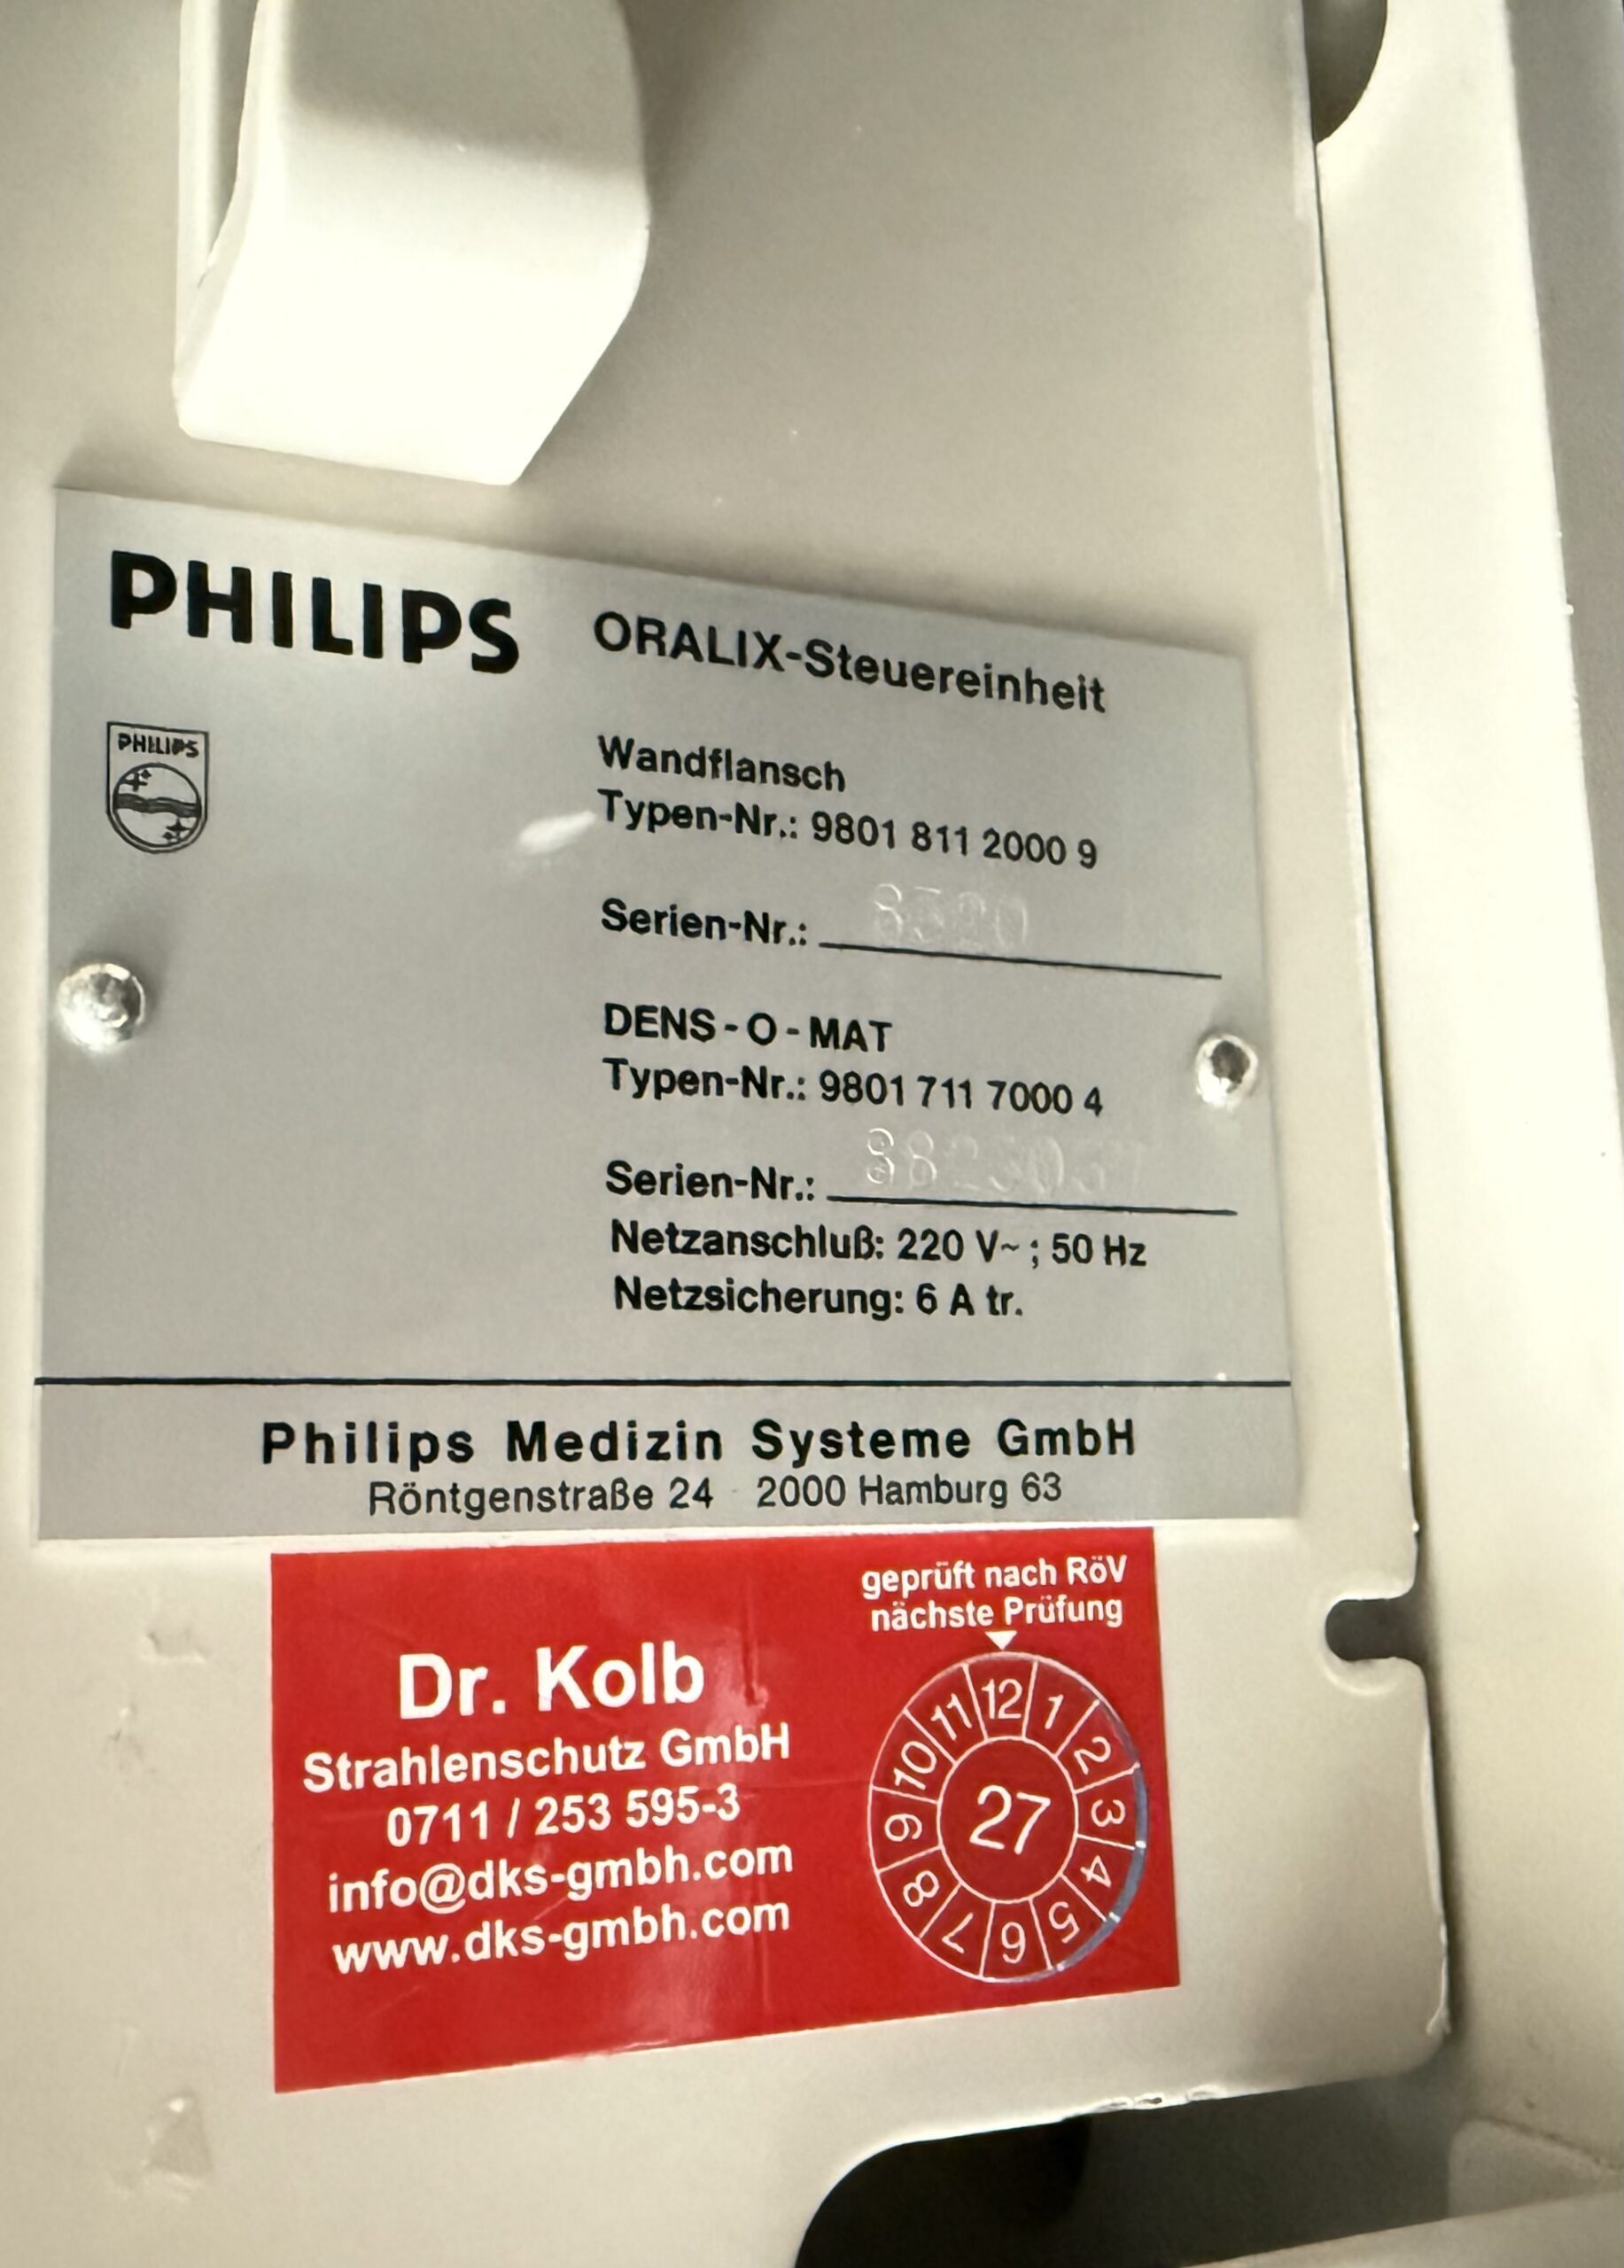 PHILIPS ORALIX-Steuereinheit
PHILIPS
Wandflansch
Typen-Nr.: 9801 811 2000 9
Serien-Nr.: 8520
DENS-O-MAT
Typen-Nr.: 9801 711 7000 4
Serien-Nr.:
Netzanschluß: 220 V~ ; 50 Hz
Netzsicherung: 6 A tr.
Philips Medizin Systeme GmbH
Röntgenstraße 24 2000 Hamburg 63
geprüft nach RöV
nächste Prüfung
Dr. Kolb
Strahlenschutz GmbH
0711 / 253 595-3
info@dks-gmbh.com
www.dks-gmbh.com
12 1 2 3 4 5 6 7 8 9 10 11
27